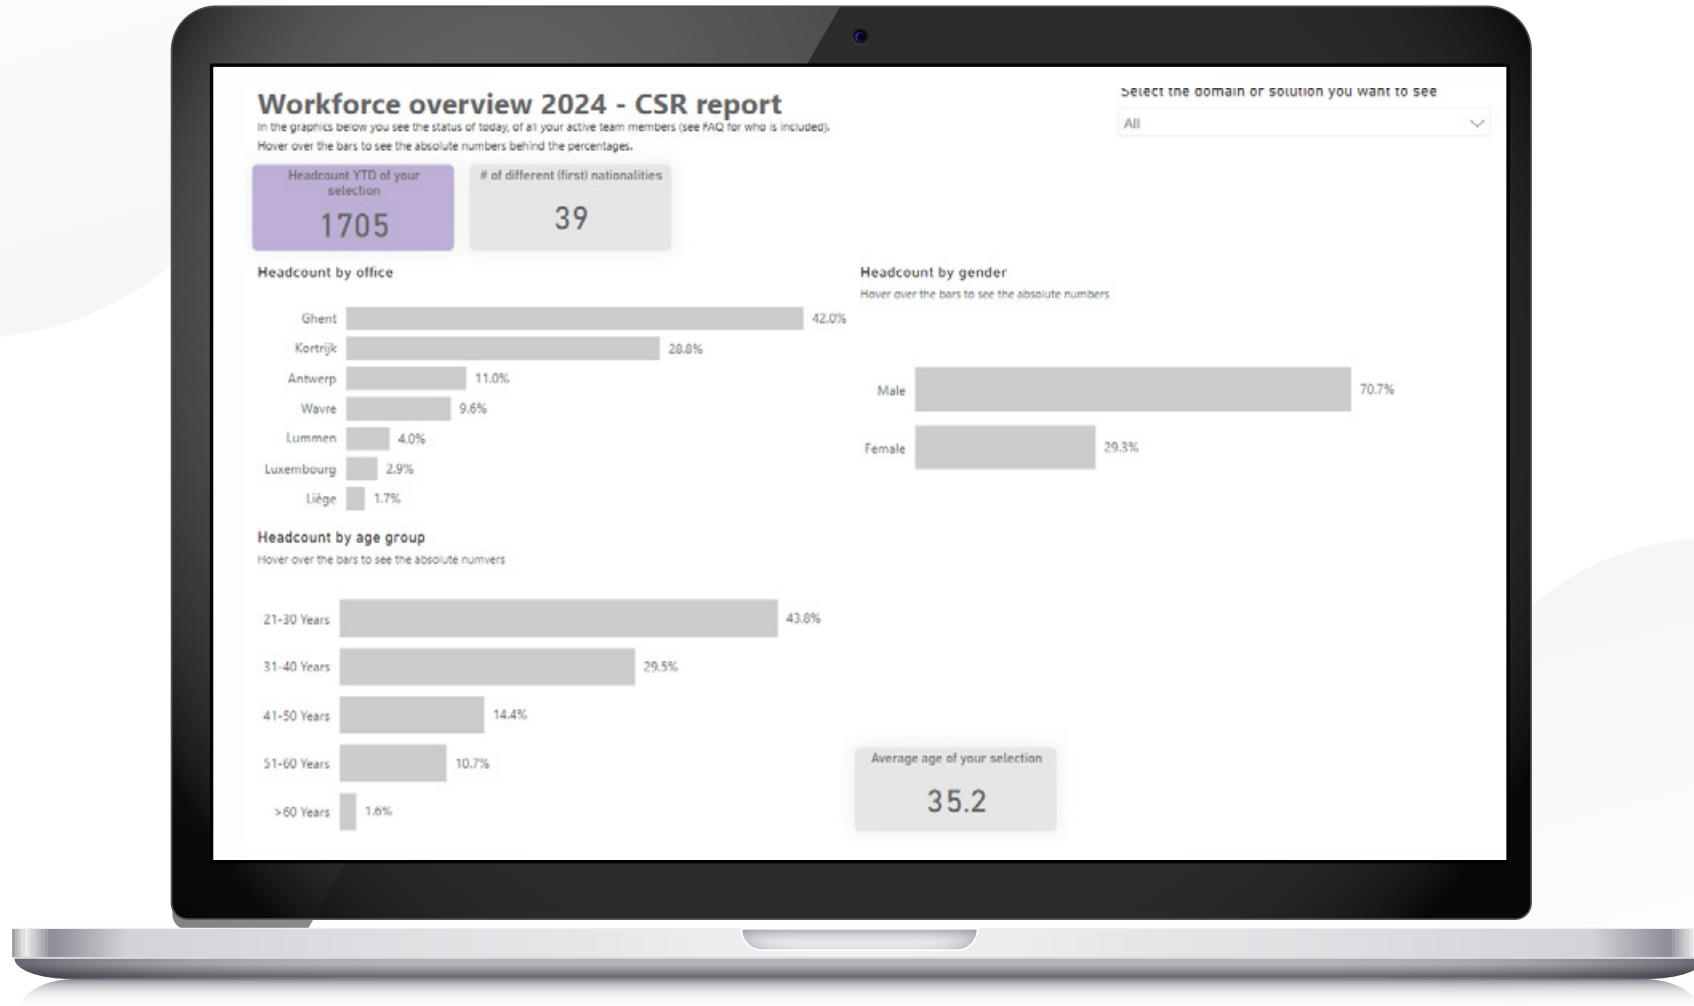 Workforce overview 2024 - CSR report
In the graphics below you see the status of today, of all your active team members (see FAQ for who is included).
Hover over the bars to see the absolute numbers behind the percentages.
Select the domain or solution you want to see
All
Headcount YTD of your
selection
1705
# of different (first) nationalities
39
Headcount by office
Ghent 42.0%
Kortrijk 28.8%
Antwerp 11.0%
Wavre 9.6%
Lummen 4.0%
Luxembourg 2.9%
Liège 1.7%
Headcount by gender
Hover over the bars to see the absolute numbers
Male 70.7%
Female 29.3%
Headcount by age group
Hover over the bars to see the absolute numvers
21-30 Years 43.8%
31-40 Years 29.5%
41-50 Years 14.4%
51-60 Years 10.7%
>60 Years 1.6%
Average age of your selection
35.2